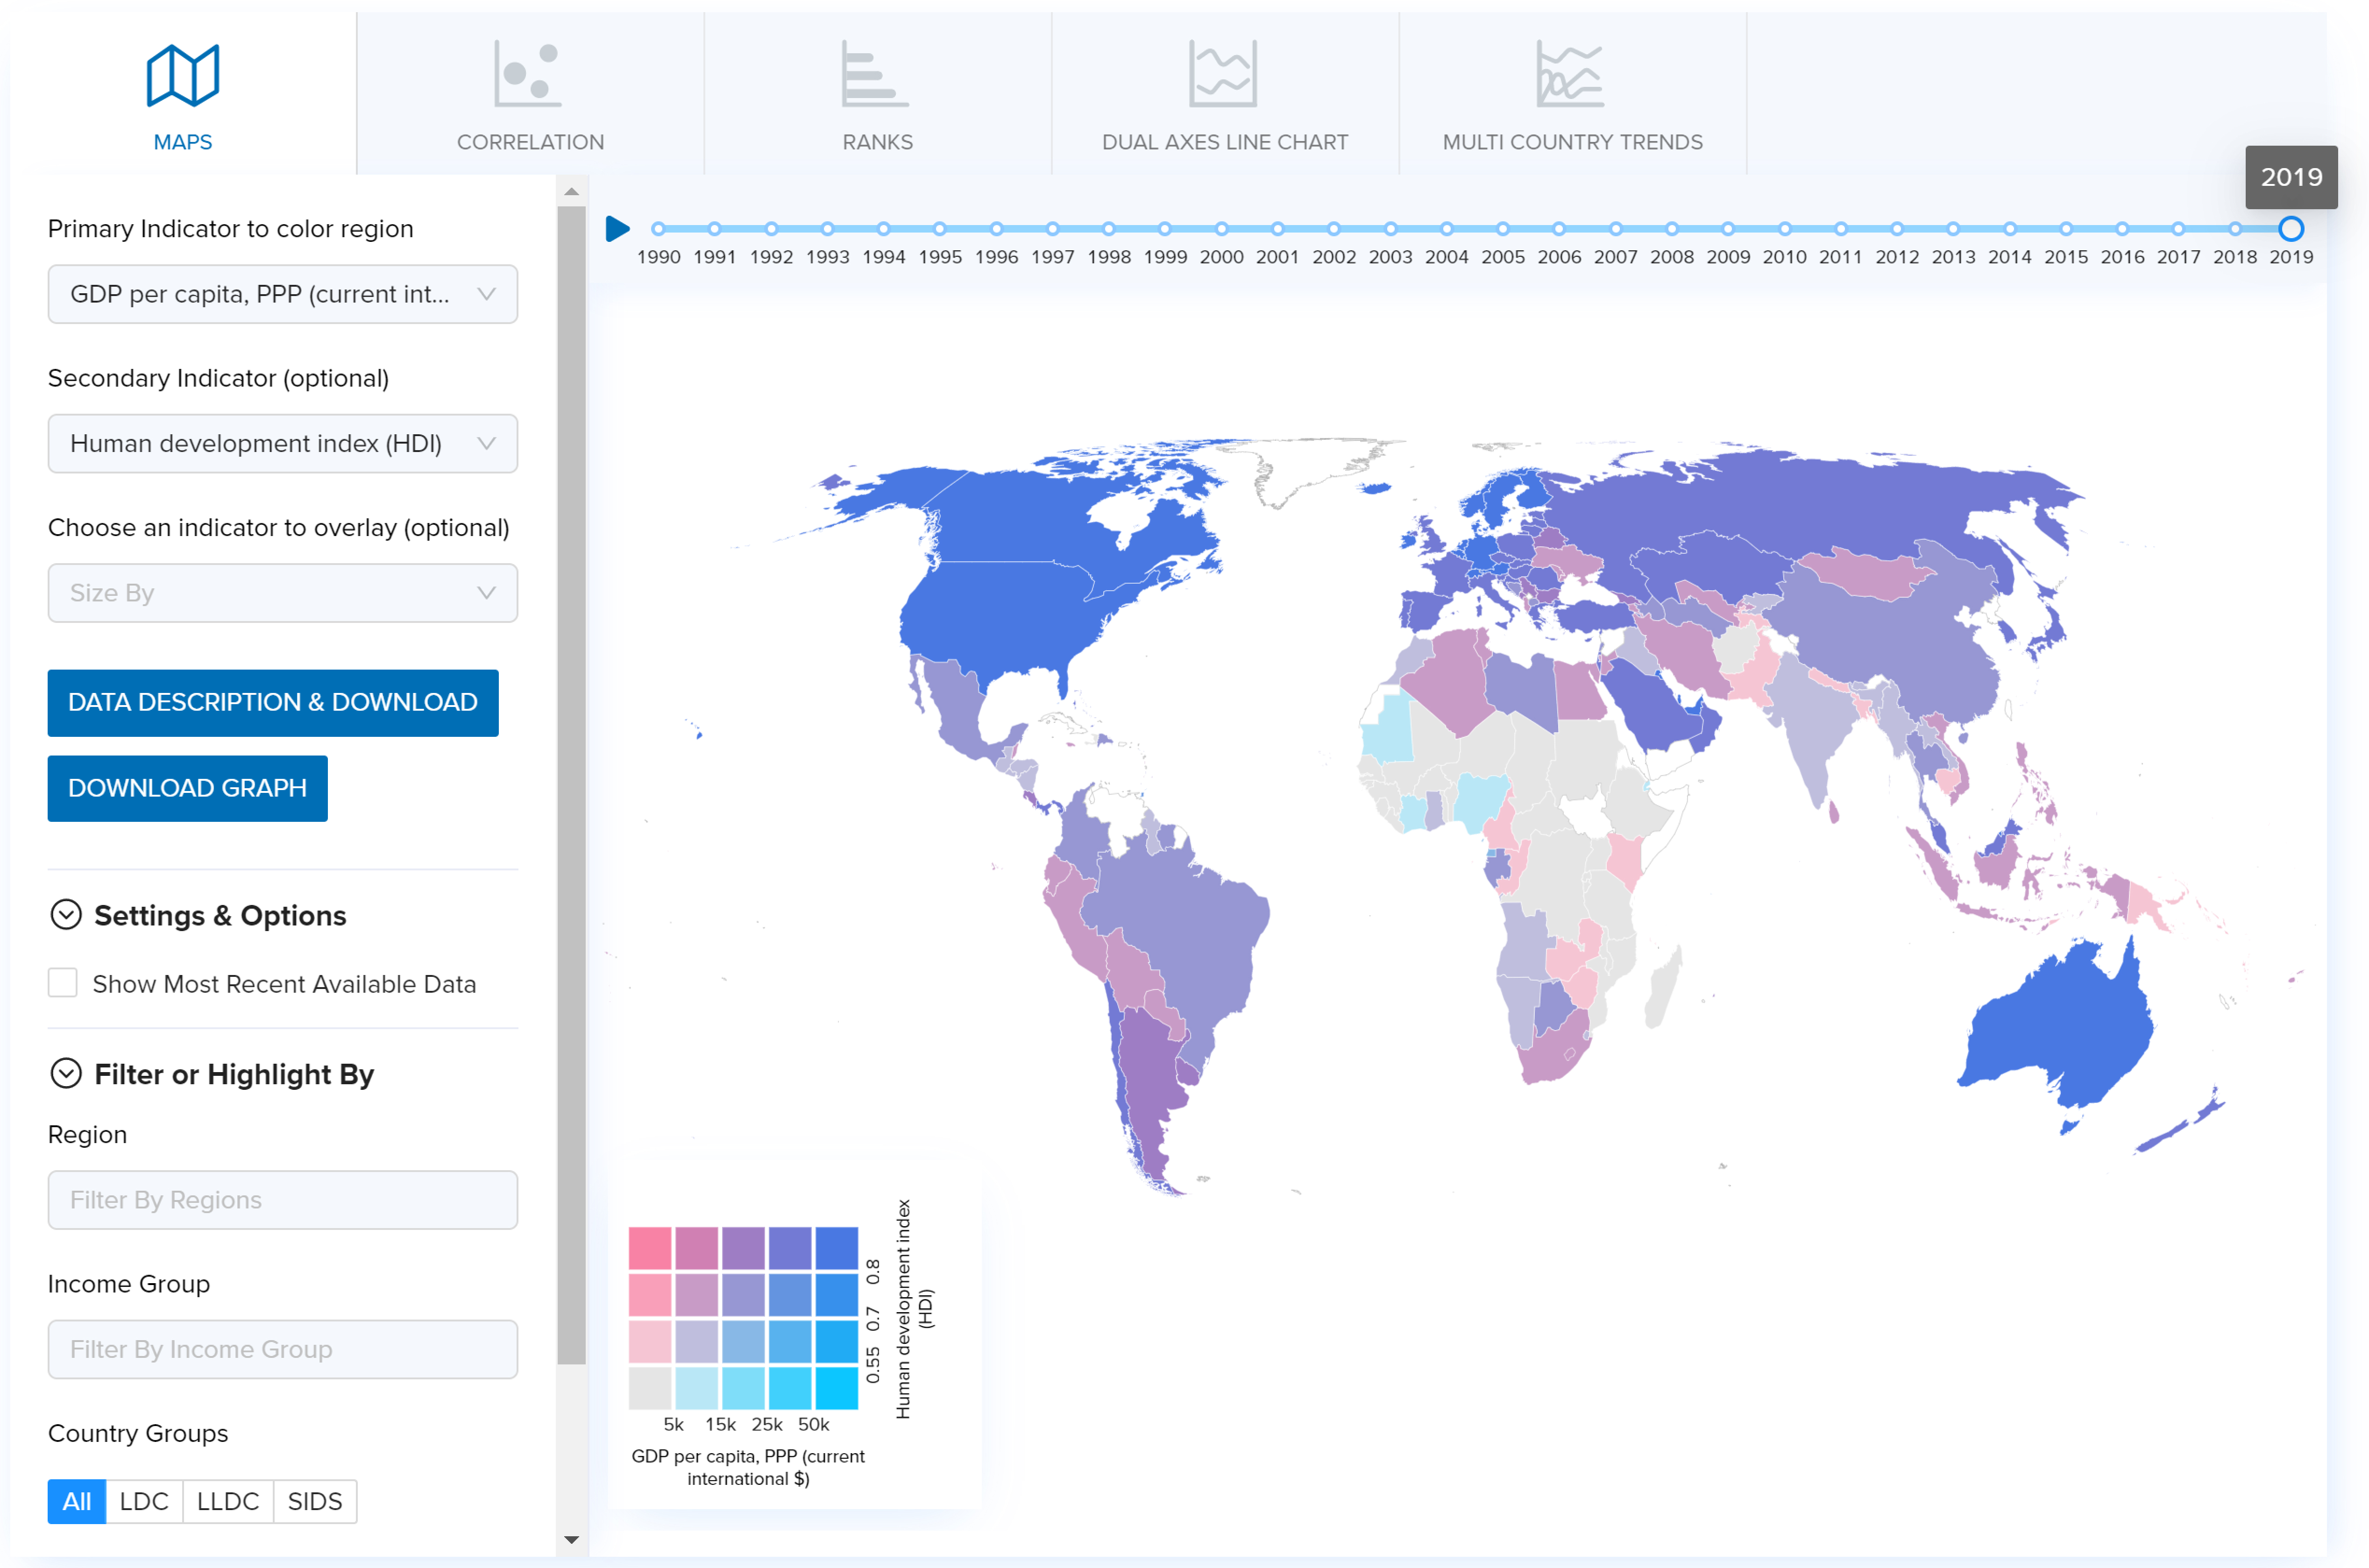 MAPS
CORRELATION
RANKS
DUAL AXES LINE CHART
MULTI COUNTRY TRENDS
2019
1990 1991 1992 1993 1994 1995 1996 1997 1998 1999 2000 2001 2002 2003 2004 2005 2006 2007 2008 2009 2010 2011 2012 2013 2014 2015 2016 2017 2018 2019
Primary Indicator to color region
GDP per capita, PPP (current int...
Secondary Indicator (optional)
Human development index (HDI)
Choose an indicator to overlay (optional)
Size By
DATA DESCRIPTION & DOWNLOAD
DOWNLOAD GRAPH
Settings & Options
Show Most Recent Available Data
Filter or Highlight By
Region
Filter By Regions
Income Group
Filter By Income Group
Country Groups
All LDC LLDC SIDS
0.8
0.7
0.55
Human development index
(HDI)
5k 15k 25k 50k
GDP per capita, PPP (current
international $)